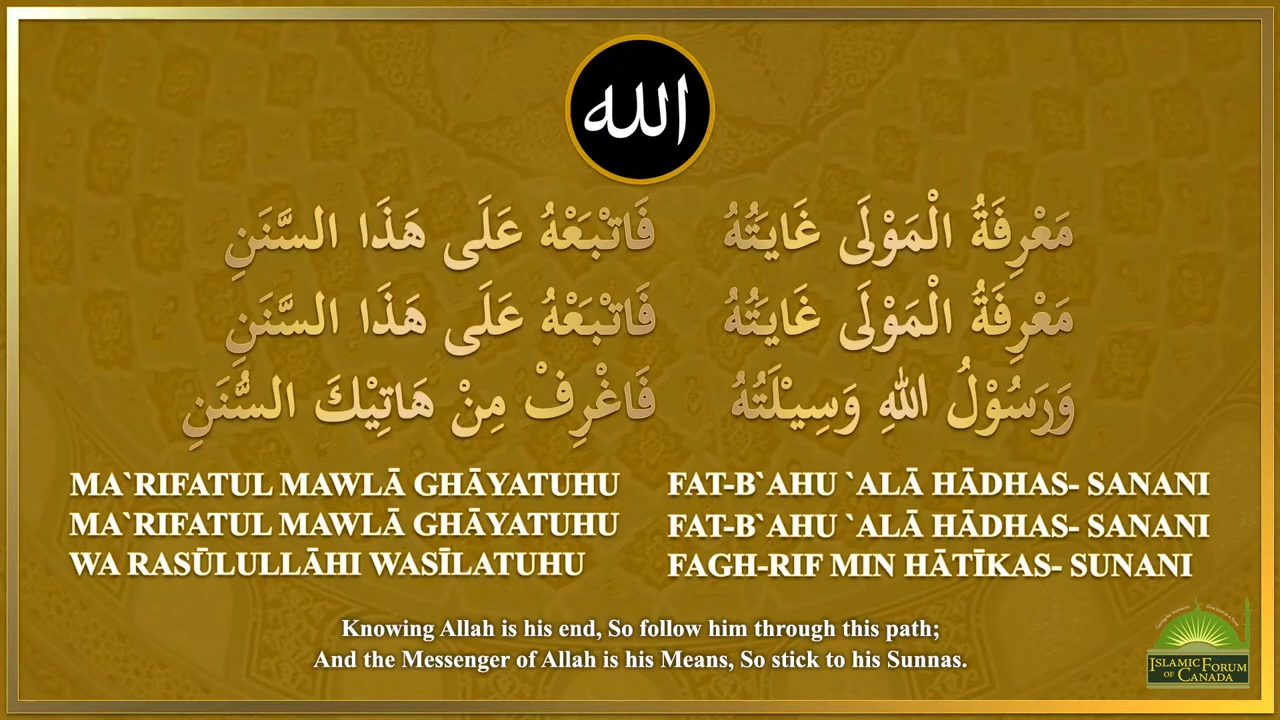 الله
مَعْرِفَةُ الْمَوْلَى غَايَتُهُ فَاتْبَعْهُ عَلَى هَذَا السَّنَنِ
مَعْرِفَةُ الْمَوْلَى غَايَتُهُ فَاتْبَعْهُ عَلَى هَذَا السَّنَنِ
وَرَسُوْلُ اللهِ وَسِيْلَتُهُ فَاغْرِفْ مِنْ هَاتِيْكَ السُّنَنِ
MA`RIFATUL MAWLĀ GHĀYATUHU FAT-B`AHU `ALĀ HĀDHAS- SANANI
MA`RIFATUL MAWLĀ GHĀYATUHU FAT-B`AHU `ALĀ HĀDHAS- SANANI
WA RASŪLULLĀHI WASĪLATUHU FAGH-RIF MIN HĀTĪKAS- SUNANI
Knowing Allah is his end, So follow him through this path;
And the Messenger of Allah is his Means, So stick to his Sunnas.
ISLAMIC FORUM
OF CANADA